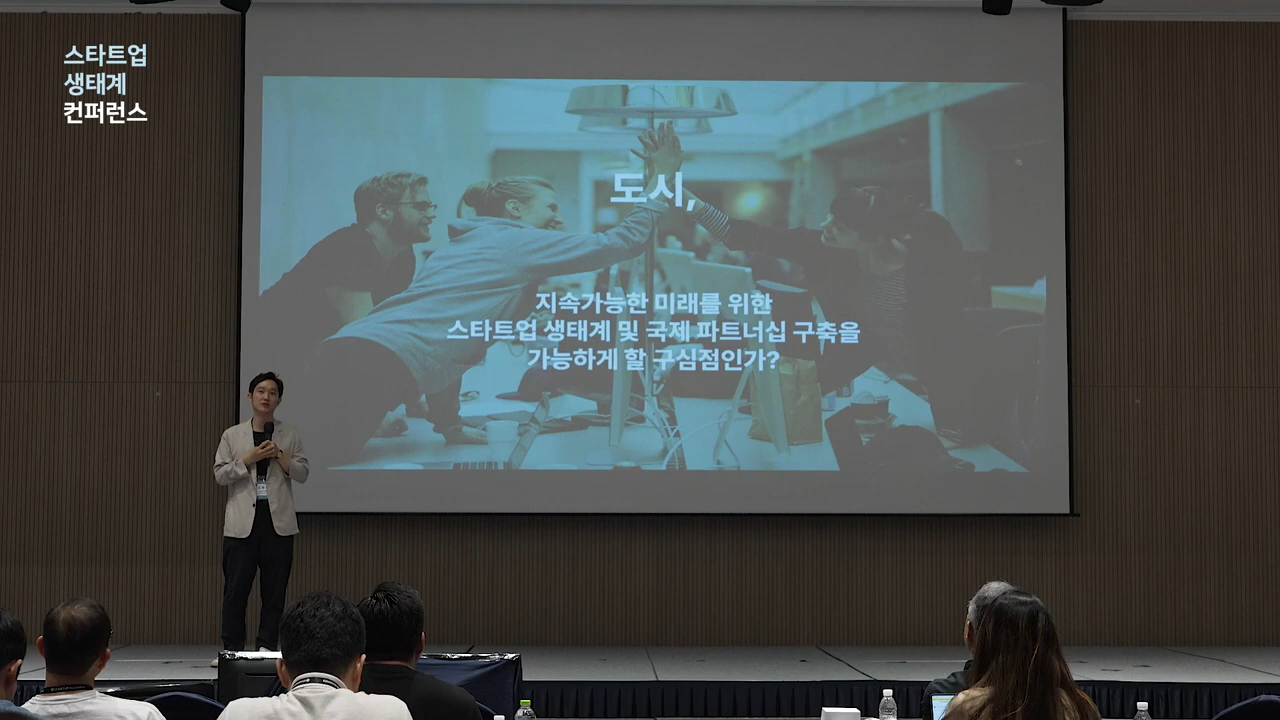 스타트업
생태계
컨퍼런스
도시,
지속가능한 미래를 위한
스타트업 생태계 및 국제 파트너십 구축을
가능하게 할 구심점인가?